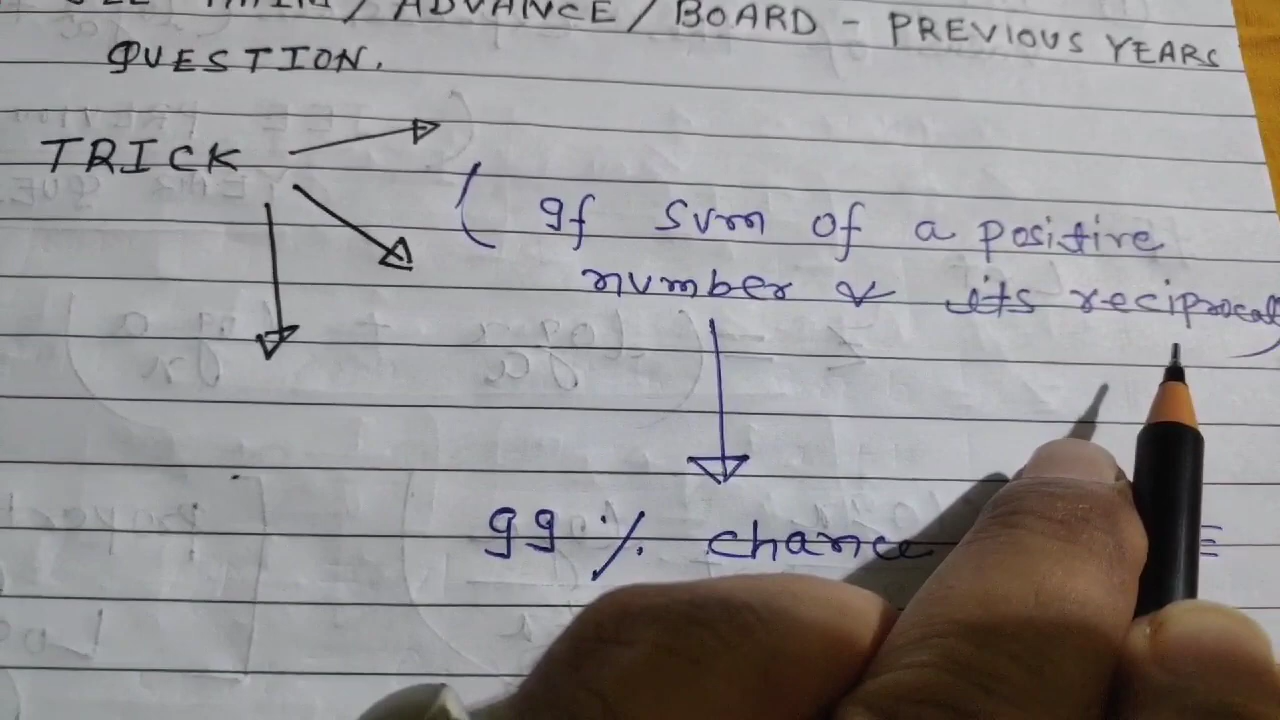 / ADVANCE / BOARD - PREVIOUS YEARS
QUESTION.
TRICK
( If sum of a positive
number & its reciprocal)
99 % chance